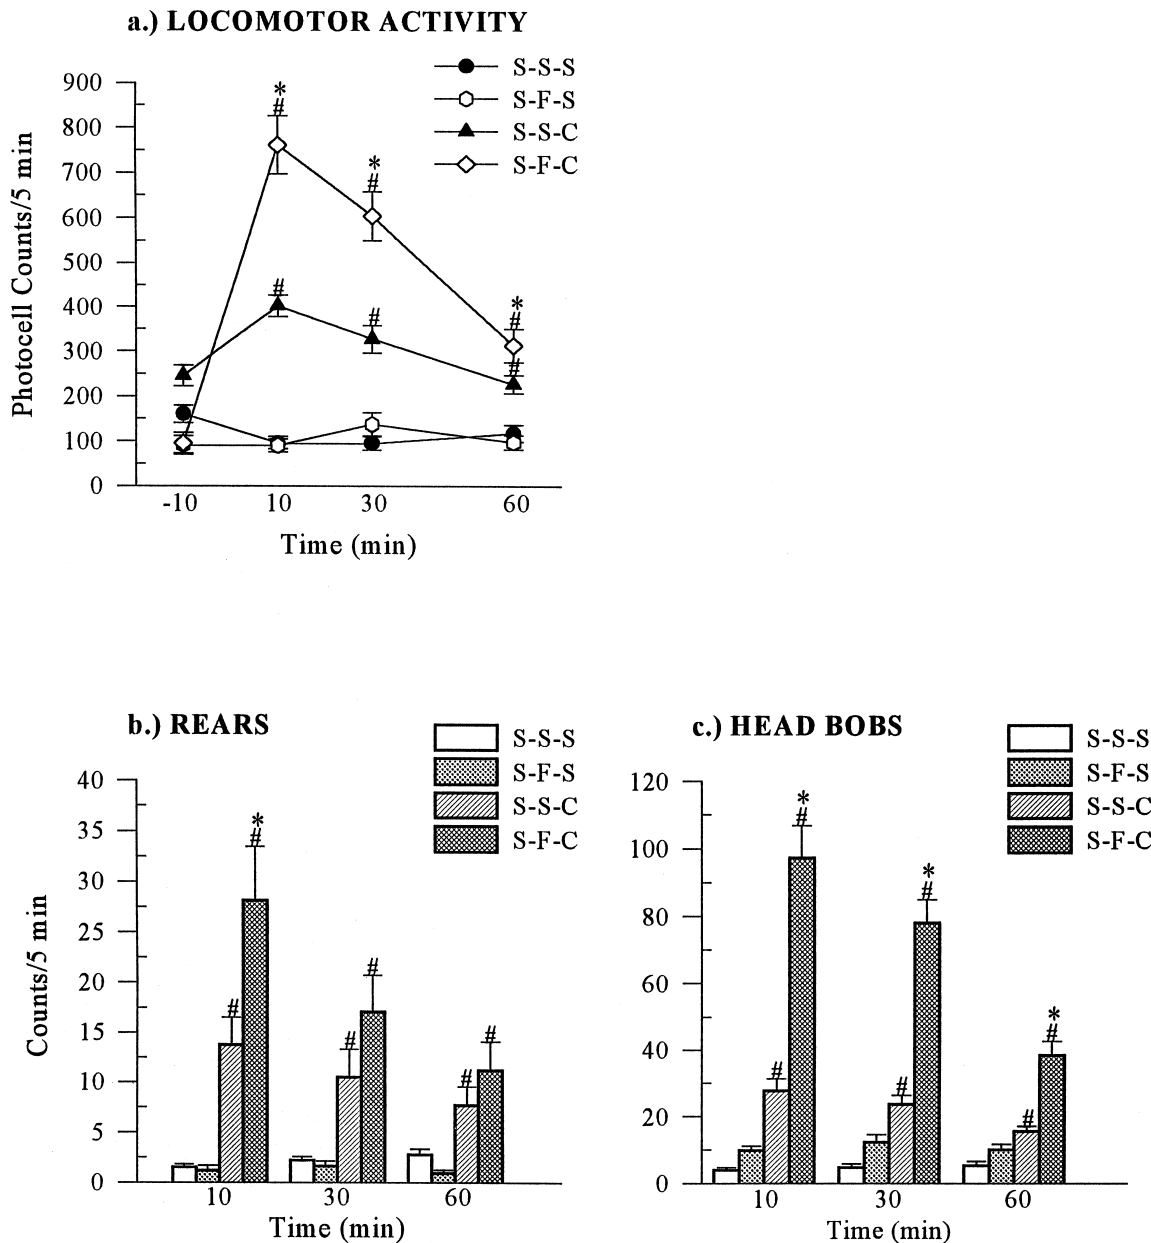 a.) LOCOMOTOR ACTIVITY
S-S-S
S-F-S
S-S-C
S-F-C
Photocell Counts/5 min
900
800
700
600
500
400
300
200
100
0
*
#
*
#
*
#
#
#
#
-10 10 30 60
Time (min)
b.) REARS
S-S-S
S-F-S
S-S-C
S-F-C
Counts/5 min
40
35
30
25
20
15
10
5
0
*
#
#
#
#
#
#
10 30 60
Time (min)
c.) HEAD BOBS
S-S-S
S-F-S
S-S-C
S-F-C
120
100
80
60
40
20
0
*
#
*
#
*
#
#
#
#
10 30 60
Time (min)